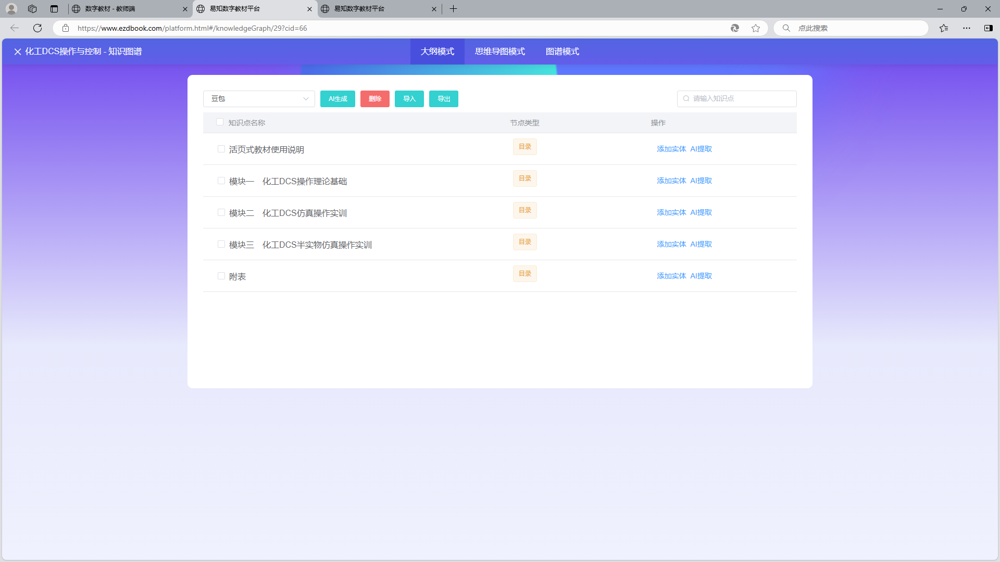 数字教材 - 教师端
易知数字教材平台
易知数字教材平台
https://www.ezdbook.com/platform.html#/knowledgeGraph/29?cid=66
点此搜索
化工DCS操作与控制 - 知识图谱
大纲模式
思维导图模式
图谱模式
豆包
AI生成
删除
导入
导出
请输入知识点
知识点名称
节点类型
操作
活页式教材使用说明
目录
添加实体 AI提取
模块一　化工DCS操作理论基础
目录
添加实体 AI提取
模块二　化工DCS仿真操作实训
目录
添加实体 AI提取
模块三　化工DCS半实物仿真操作实训
目录
添加实体 AI提取
附表
目录
添加实体 AI提取